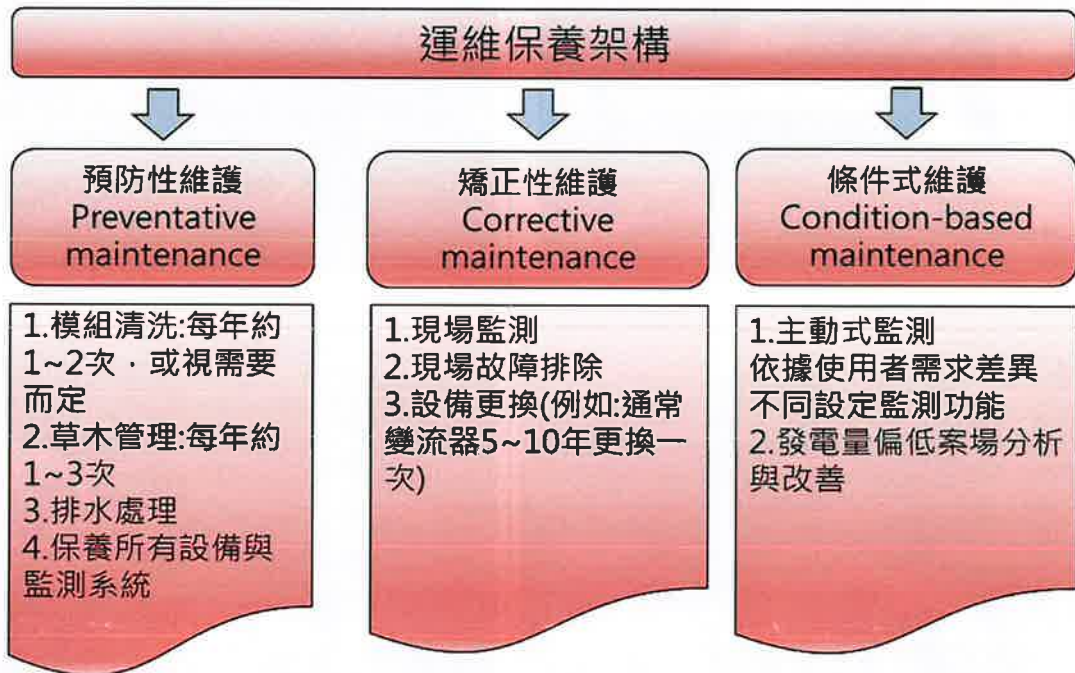 運維保養架構
預防性維護
Preventative
maintenance
矯正性維護
Corrective
maintenance
條件式維護
Condition-based
maintenance
1.模組清洗:每年約
1~2次，或視需要
而定
2.草木管理:每年約
1~3次
3.排水處理
4.保養所有設備與
監測系統
1.現場監測
2.現場故障排除
3.設備更換(例如:通常
變流器5~10年更換一
次)
1.主動式監測
依據使用者需求差異
不同設定監測功能
2.發電量偏低案場分析
與改善